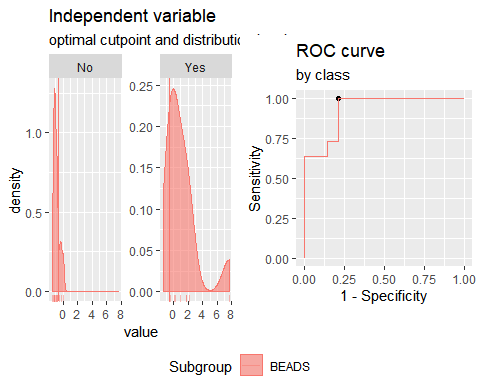 Independent variable
optimal cutpoint and distributio
No
Yes
density
0.0
0.5
1.0
0.00
0.05
0.10
0.15
0.20
0.25
0 2 4 6 8
0 2 4 6 8
value
ROC curve
by class
Sensitivity
1.00
0.75
0.50
0.25
0.00
0.00 0.25 0.50 0.75 1.00
1 - Specificity
Subgroup
BEADS